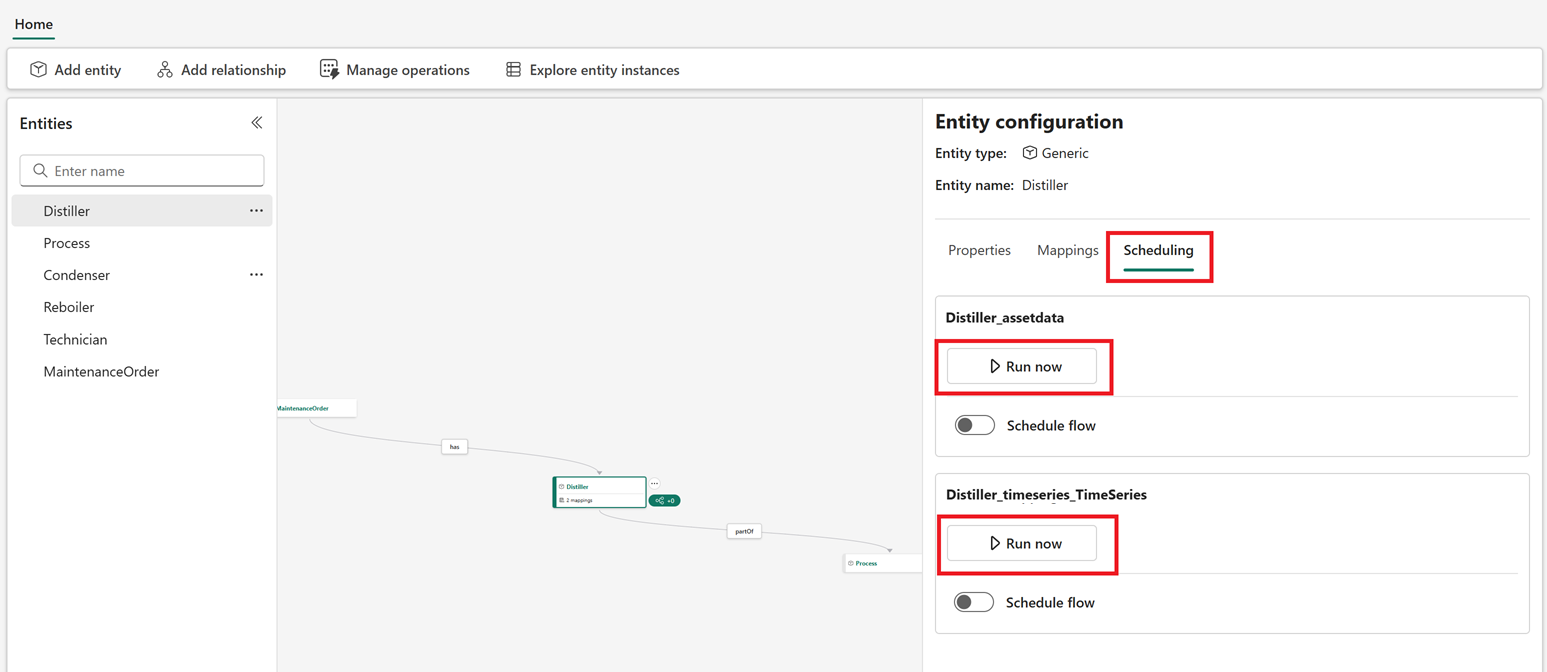 Home
Add entity Add relationship Manage operations Explore entity instances
Entities
Enter name
Distiller
Process
Condenser
Reboiler
Technician
MaintenanceOrder
MaintenanceOrder
has
Distiller
2 mappings
+0
partOf
Process
Entity configuration
Entity type: Generic
Entity name: Distiller
Properties Mappings Scheduling
Distiller_assetdata
Run now
Schedule flow
Distiller_timeseries_TimeSeries
Run now
Schedule flow